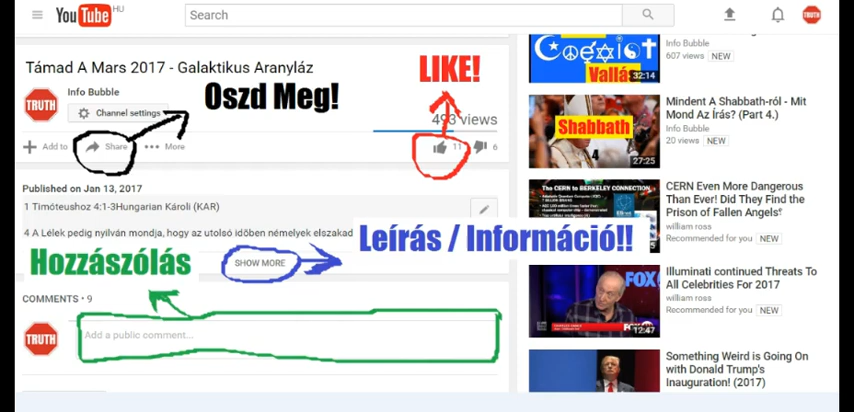 YouTube HU
Search
TRUTH
Támad A Mars 2017 - Galaktikus Aranyláz
TRUTH
Info Bubble
Channel settings
Oszd Meg!
LIKE!
493 views
Add to
Share
More
11
6
Published on Jan 13, 2017
1 Timóteushoz 4:1-3Hungarian Károli (KAR)
4 A Lélek pedig nyilván mondja, hogy az utolsó időben némelyek elszakad
Leírás / Információ!!
Hozzászólás
SHOW MORE
COMMENTS • 9
TRUTH
Add a public comment...
Vallás
32:14
Info Bubble
607 views NEW
Shabbath
4
27:25
Mindent A Shabbath-ról - Mit
Mond Az Írás? (Part 4.)
Info Bubble
20 views NEW
The CERN to BERKELEY CONNECTION
CERN Even More Dangerous
Than Ever! Did They Find the
Prison of Fallen Angels"
william ross
Recommended for you NEW
FOX
12:47
Illuminati continued Threats To
All Celebrities For 2017
william ross
Recommended for you NEW
Something Weird is Going On
with Donald Trump's
Inauguration! (2017)